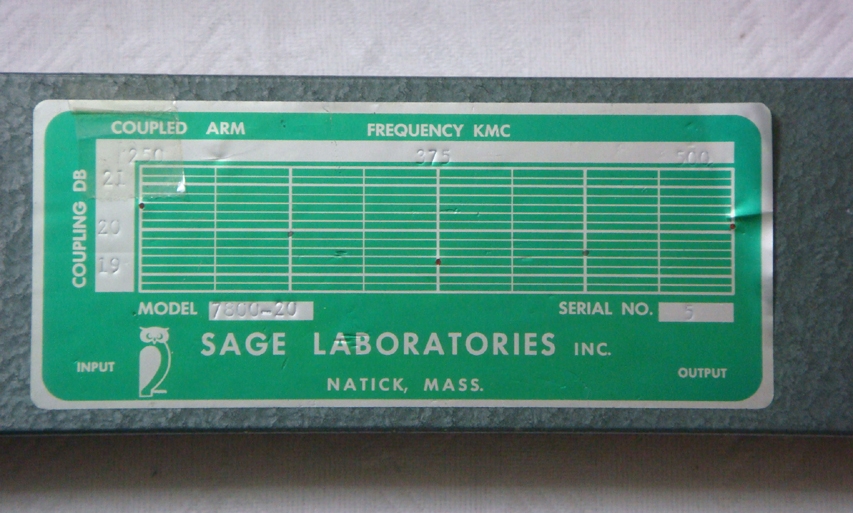 COUPLED ARM FREQUENCY KMC
250 375 500
COUPLING DB
21
20
19
MODEL 7800-20 SERIAL NO. 5
SAGE LABORATORIES INC.
INPUT OUTPUT
NATICK, MASS.